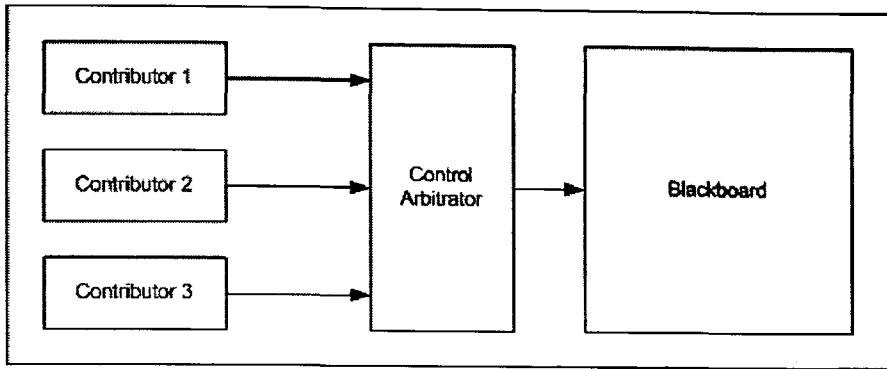 Contributor 1
Contributor 2
Contributor 3
Control
Arbitrator
Blackboard